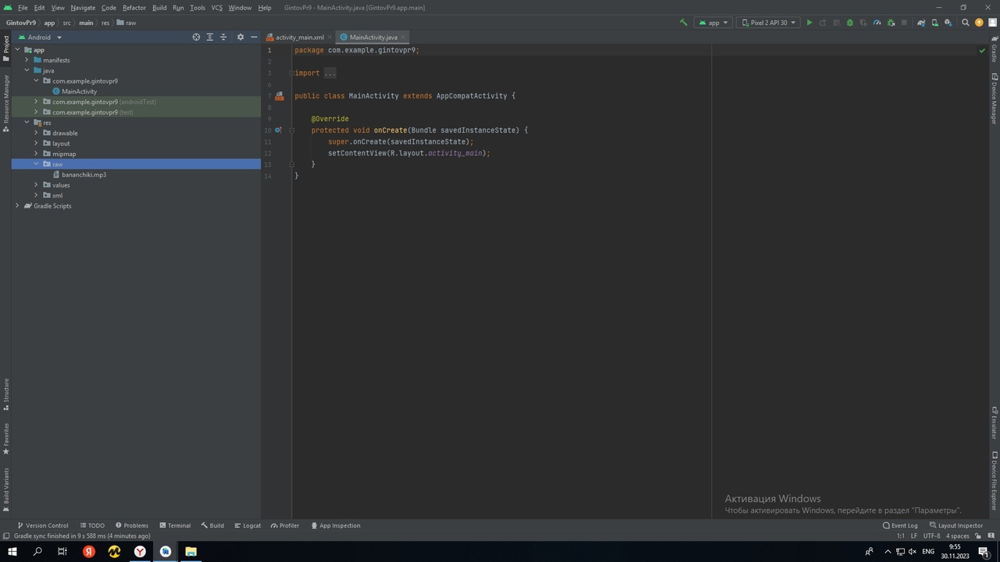 File Edit View Navigate Code Refactor Build Run Tools VCS Window Help GintovPr9 - MainActivity.java [GintovPr9.app.main]
GintovPr9 app src main res raw
app Pixel 2 API 30
Android
activity_main.xml MainActivity.java
Project
Resource Manager
Structure
Favorites
Build Variants
app
manifests
java
com.example.gintovpr9
MainActivity
com.example.gintovpr9 (androidTest)
com.example.gintovpr9 (test)
res
drawable
layout
mipmap
raw
bananchiki.mp3
values
xml
Gradle Scripts
1 package com.example.gintovpr9;
2
3 import ...
6
7 public class MainActivity extends AppCompatActivity {
8
9 @Override
10 protected void onCreate(Bundle savedInstanceState) {
11 super.onCreate(savedInstanceState);
12 setContentView(R.layout.activity_main);
13 }
14 }
Gradle
Device Manager
Emulator
Device File Explorer
Активация Windows
Чтобы активировать Windows, перейдите в раздел "Параметры".
Version Control TODO Problems Terminal Build Logcat Profiler App Inspection Event Log Layout Inspector
Gradle sync finished in 9 s 588 ms (4 minutes ago) 1:1 LF UTF-8 4 spaces
ENG
9:55
30.11.2023
1